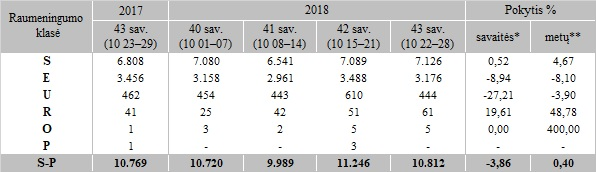 Raumeningumo klasė 2017 2018 Pokytis %
43 sav. (10 23–29) 40 sav. (10 01–07) 41 sav. (10 08–14) 42 sav. (10 15–21) 43 sav. (10 22–28) savaitės* metų**
S 6.808 7.080 6.541 7.089 7.126 0,52 4,67
E 3.456 3.158 2.961 3.488 3.176 -8,94 -8,10
U 462 454 443 610 444 -27,21 -3,90
R 41 25 42 51 61 19,61 48,78
O 1 3 2 5 5 0,00 400,00
P 1 - - 3 - - -
S-P 10.769 10.720 9.989 11.246 10.812 -3,86 0,40